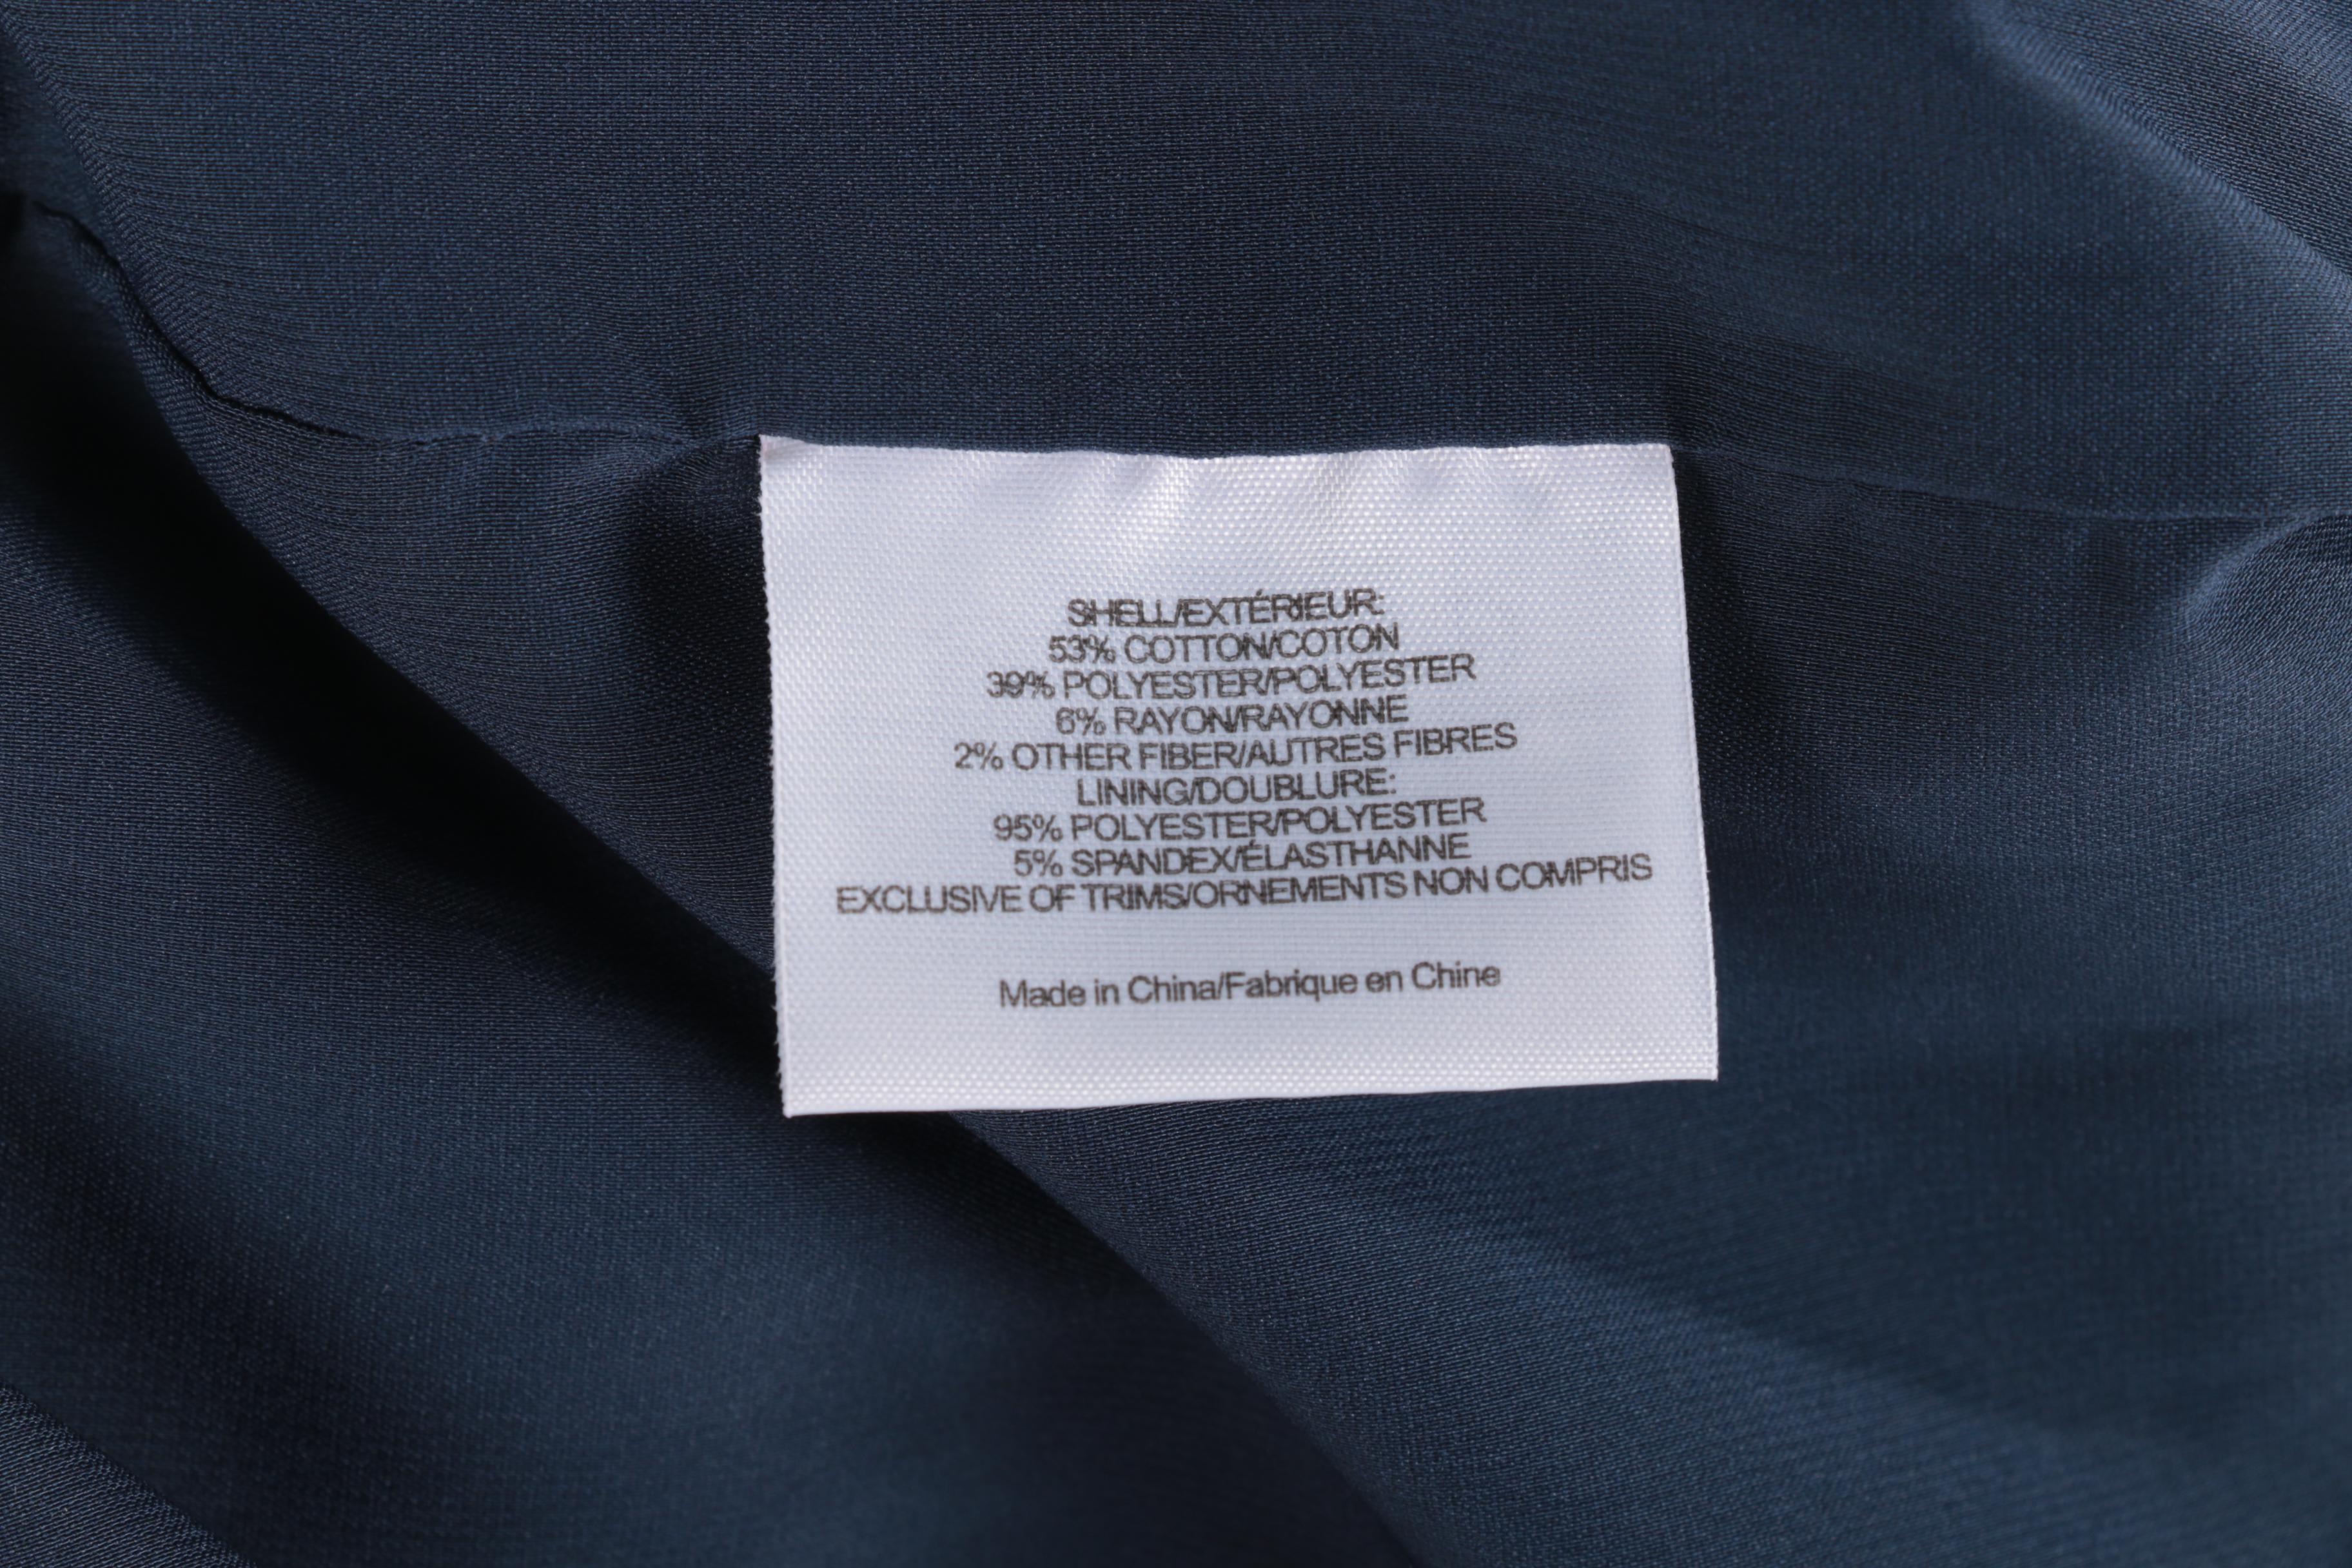 SHELL/EXTÉRIEUR:
53% COTTON/COTON
39% POLYESTER/POLYESTER
6% RAYON/RAYONNE
2% OTHER FIBER/AUTRES FIBRES
LINING/DOUBLURE:
95% POLYESTER/POLYESTER
5% SPANDEX/ÉLASTHANNE
EXCLUSIVE OF TRIMS/ORNEMENTS NON COMPRIS
Made in China/Fabrique en Chine